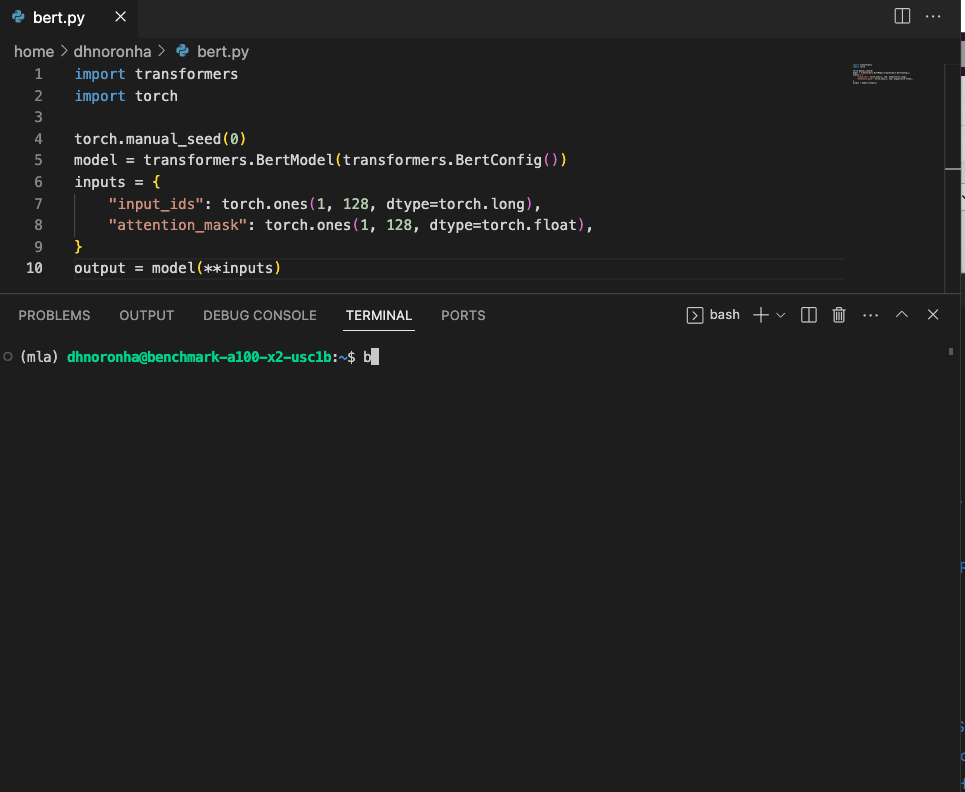 bert.py
home > dhnoronha > bert.py
1 import transformers
2 import torch
3
4 torch.manual_seed(0)
5 model = transformers.BertModel(transformers.BertConfig())
6 inputs = {
7     "input_ids": torch.ones(1, 128, dtype=torch.long),
8     "attention_mask": torch.ones(1, 128, dtype=torch.float),
9 }
10 output = model(**inputs)
PROBLEMS OUTPUT DEBUG CONSOLE TERMINAL PORTS bash
(mla) dhnoronha@benchmark-a100-x2-usc1b:~$ b